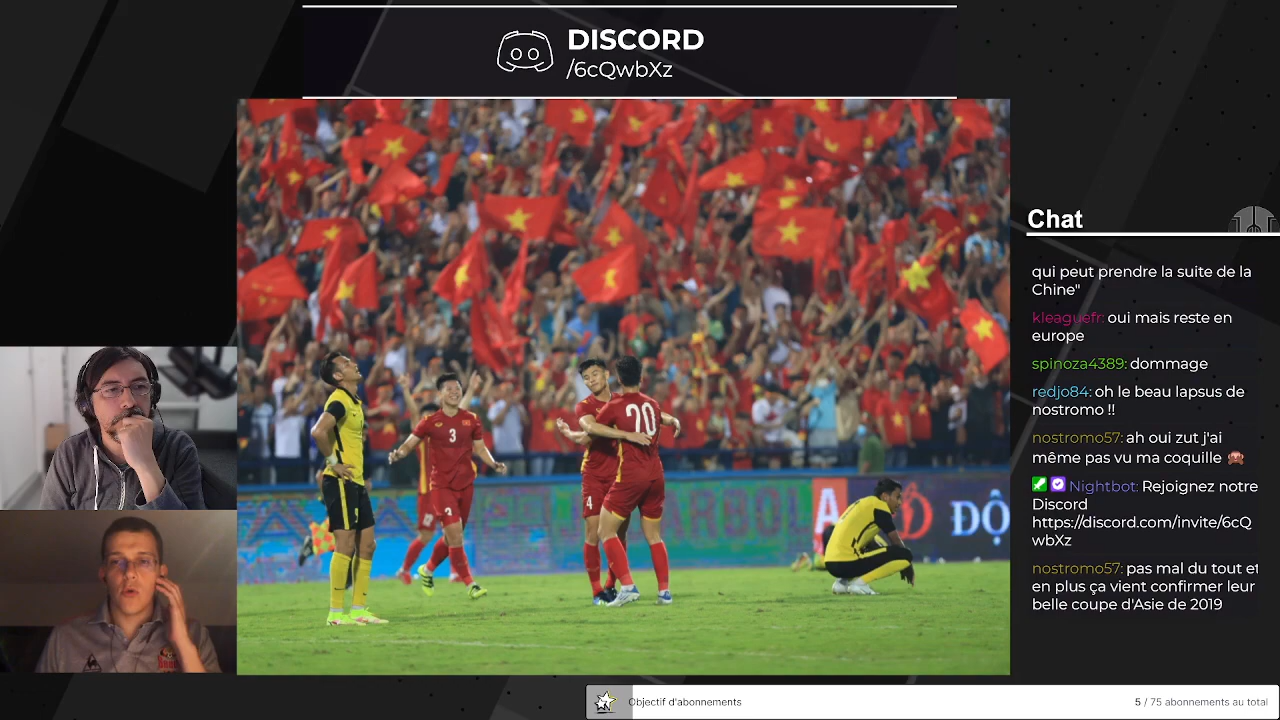 DISCORD
/6cQwbXz
Chat
qui peut prendre la suite de la
Chine"
kleaguefr: oui mais reste en
europe
spinoza4389: dommage
redjo84: oh le beau lapsus de
nostromo !!
nostromo57: ah oui zut j'ai
même pas vu ma coquille
Nightbot: Rejoignez notre
Discord
https://discord.com/invite/6cQ
wbXz
nostromo57: pas mal du tout et
en plus ça vient confirmer leur
belle coupe d'Asie de 2019
3
3
20
4
ARBOL
A
ĐỘ
Objectif d'abonnements
5 / 75 abonnements au total